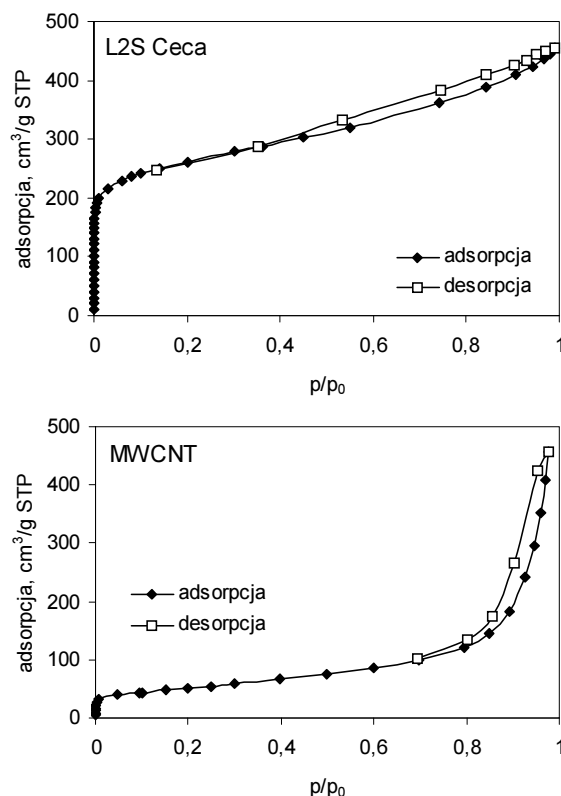 L2S Ceca
adsorpcja, cm³/g STP
500
400
300
200
100
0
adsorpcja
desorpcja
0 0,2 0,4 0,6 0,8 1
p/p₀
MWCNT
adsorpcja, cm³/g STP
500
400
300
200
100
0
adsorpcja
desorpcja
0 0,2 0,4 0,6 0,8 1
p/p₀